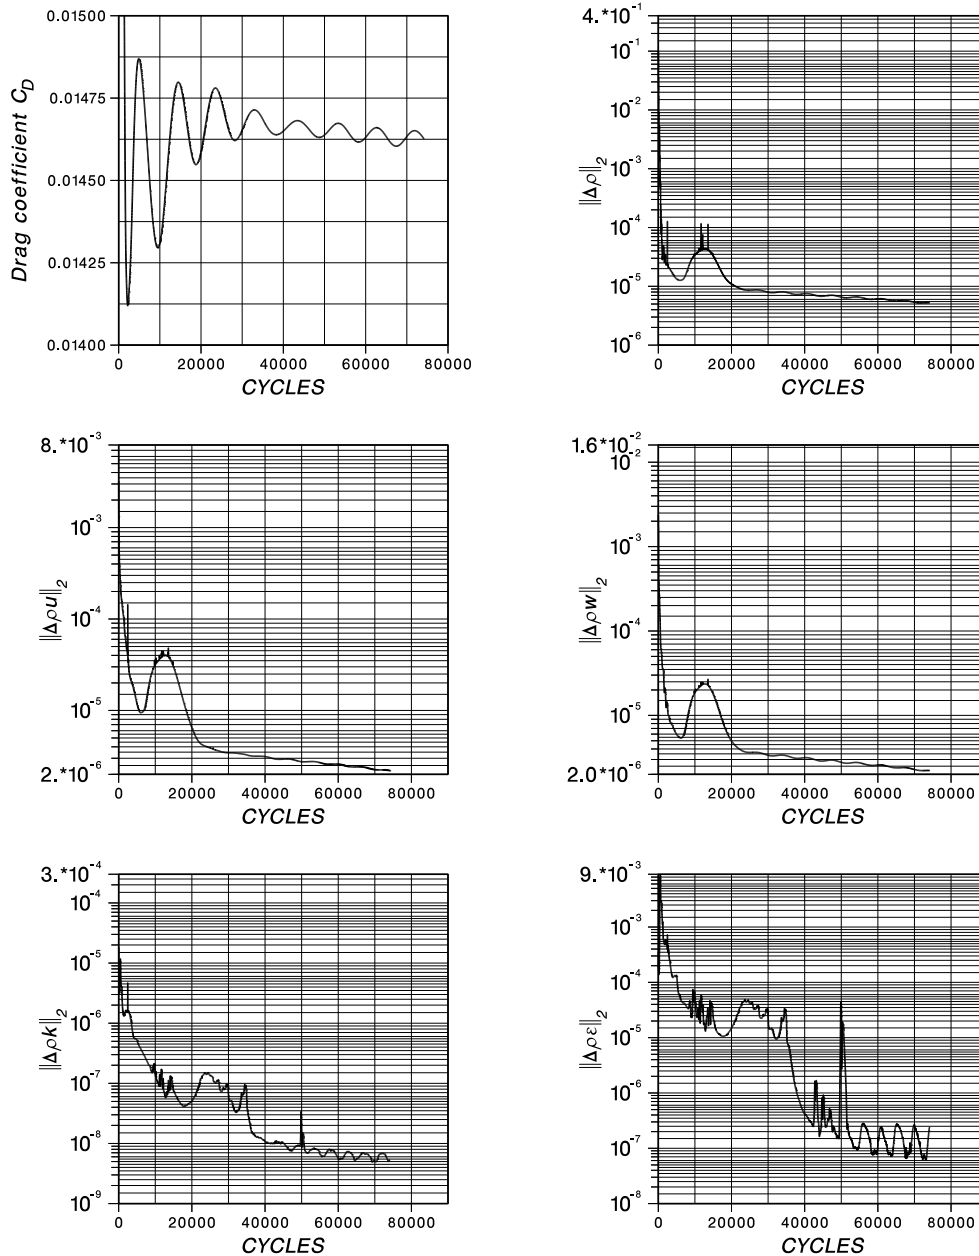 0.01500
0.01475
0.01450
0.01425
0.01400
Drag coefficient C_D
0 20000 40000 60000 80000
CYCLES
4.*10^-1
10^-1
10^-2
10^-3
10^-4
10^-5
10^-6
||Δρ||_2
0 20000 40000 60000 80000
CYCLES
8.*10^-3
10^-3
10^-4
10^-5
2.*10^-6
||Δρu||_2
0 20000 40000 60000 80000
CYCLES
1.6*10^-2
10^-2
10^-3
10^-4
10^-5
2.0*10^-6
||Δρw||_2
0 20000 40000 60000 80000
CYCLES
3.*10^-4
10^-4
10^-5
10^-6
10^-7
10^-8
10^-9
||Δρk||_2
0 20000 40000 60000 80000
CYCLES
9.*10^-3
10^-3
10^-4
10^-5
10^-6
10^-7
10^-8
||Δρε||_2
0 20000 40000 60000 80000
CYCLES